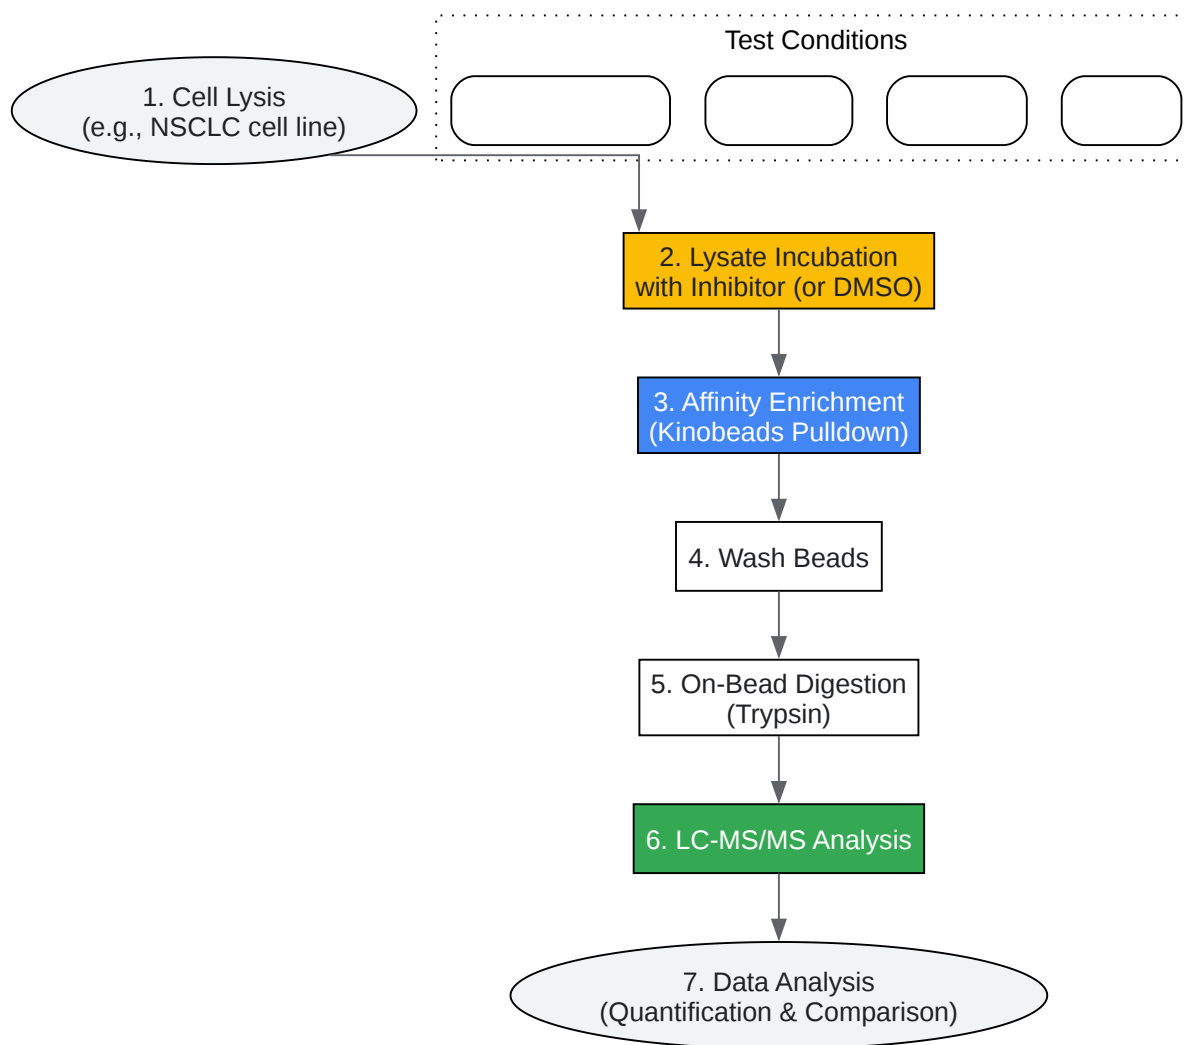 Test Conditions
1. Cell Lysis
(e.g., NSCLC cell line)
2. Lysate Incubation
with Inhibitor (or DMSO)
3. Affinity Enrichment
(Kinobeads Pulldown)
4. Wash Beads
5. On-Bead Digestion
(Trypsin)
6. LC-MS/MS Analysis
7. Data Analysis
(Quantification & Comparison)